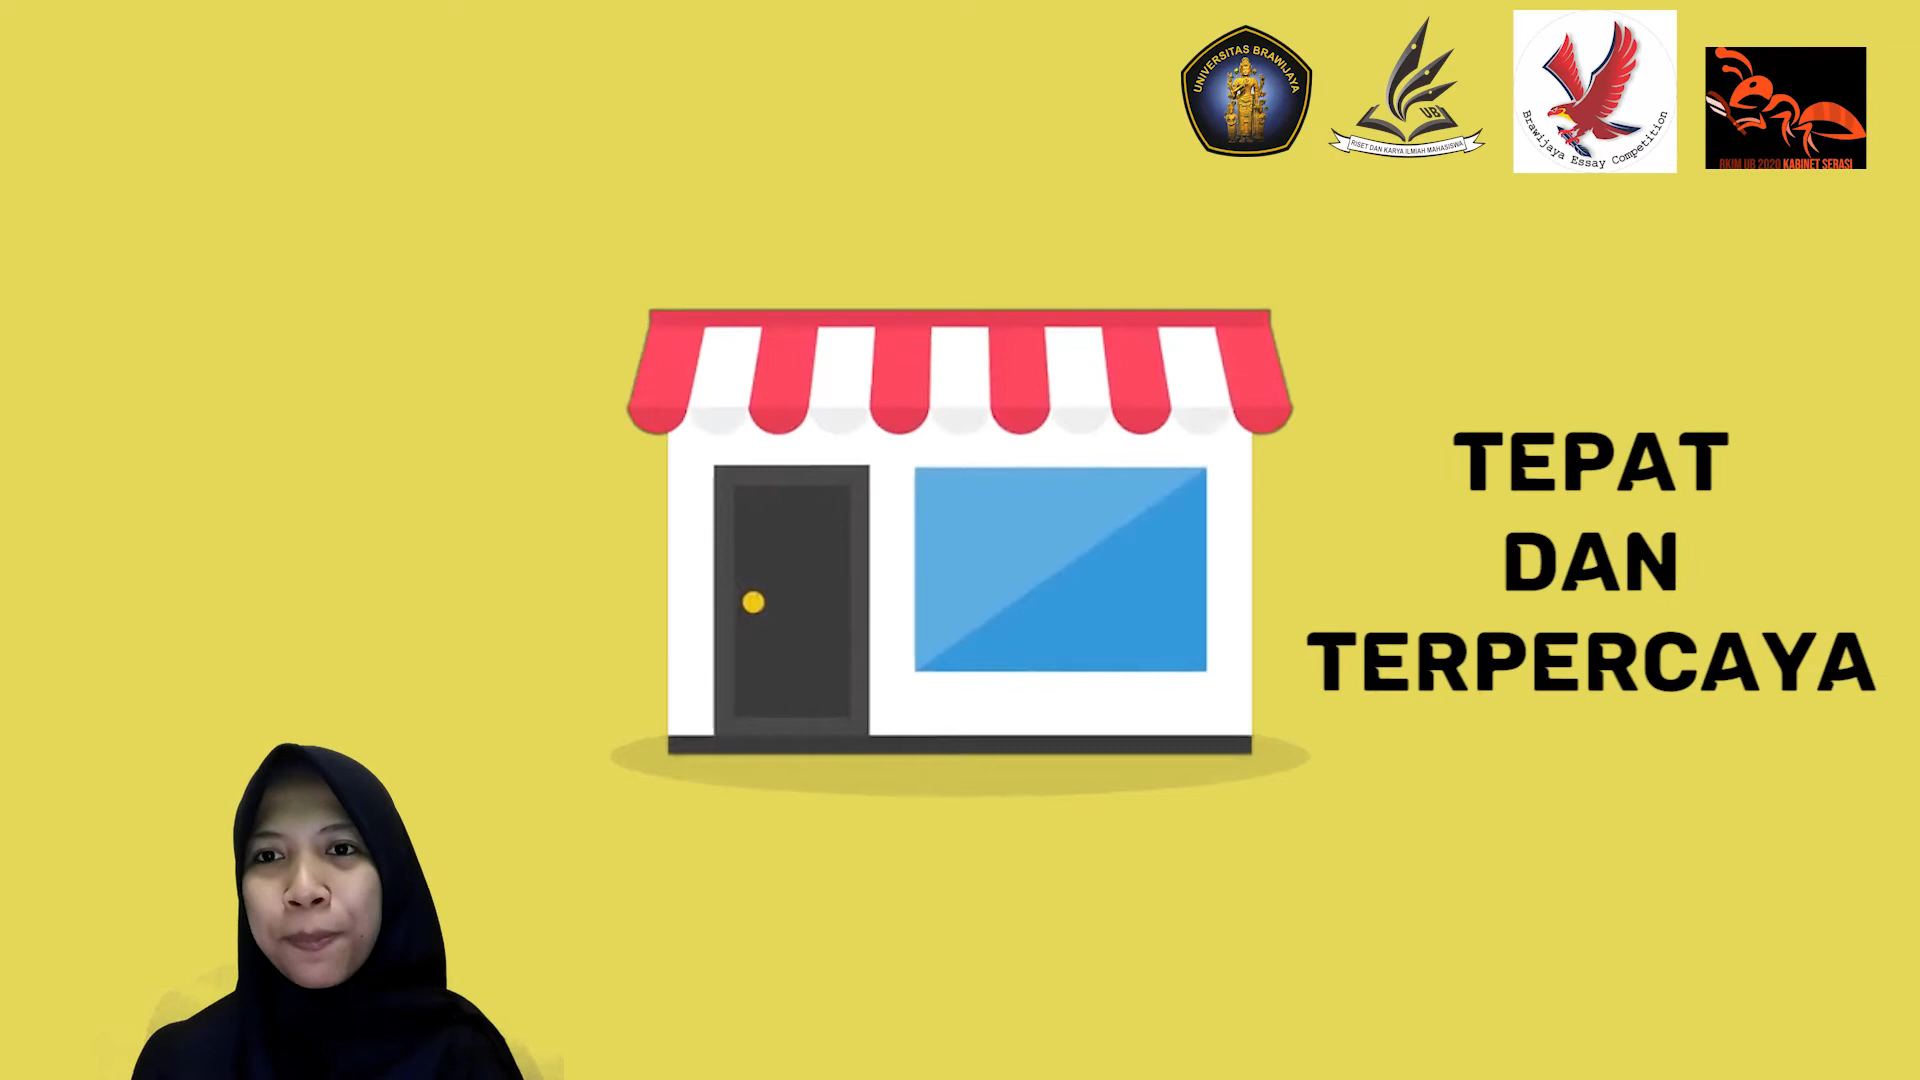 UNIVERSITAS BRAWIJAYA
UB
RISET DAN KARYA ILMIAH MAHASISWA
Brawijaya Essay Competition
RKIM UB 2020 KABINET SERASI
TEPAT
DAN
TERPERCAYA